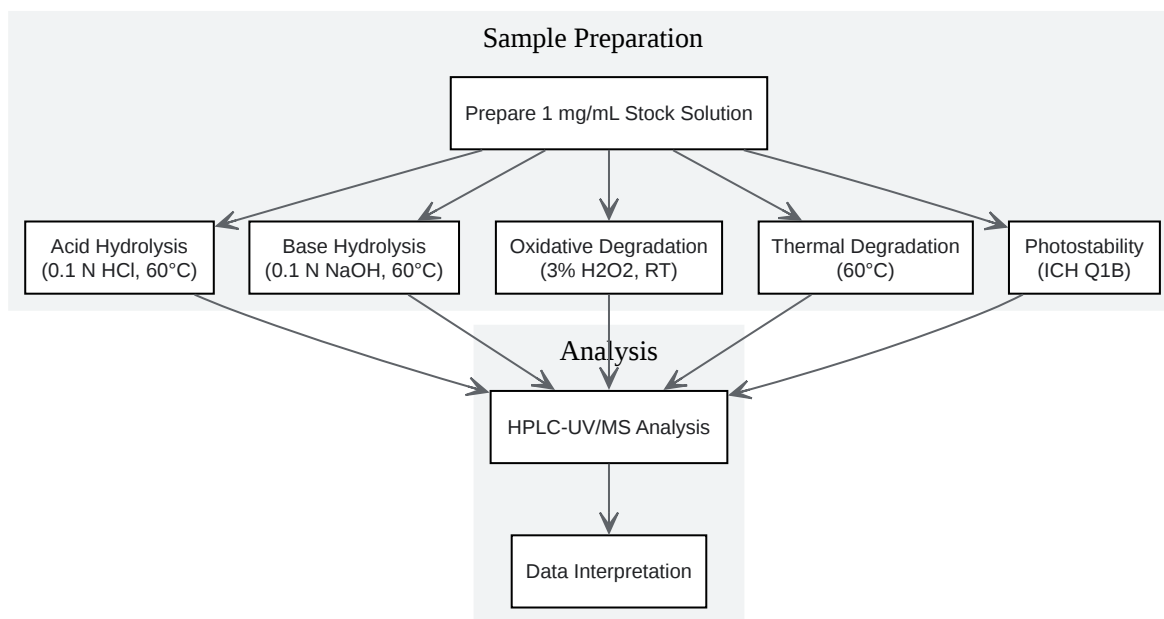 Sample Preparation
Prepare 1 mg/mL Stock Solution
Acid Hydrolysis
(0.1 N HCl, 60°C)
Base Hydrolysis
(0.1 N NaOH, 60°C)
Oxidative Degradation
(3% H2O2, RT)
Thermal Degradation
(60°C)
Photostability
(ICH Q1B)
Analysis
HPLC-UV/MS Analysis
Data Interpretation